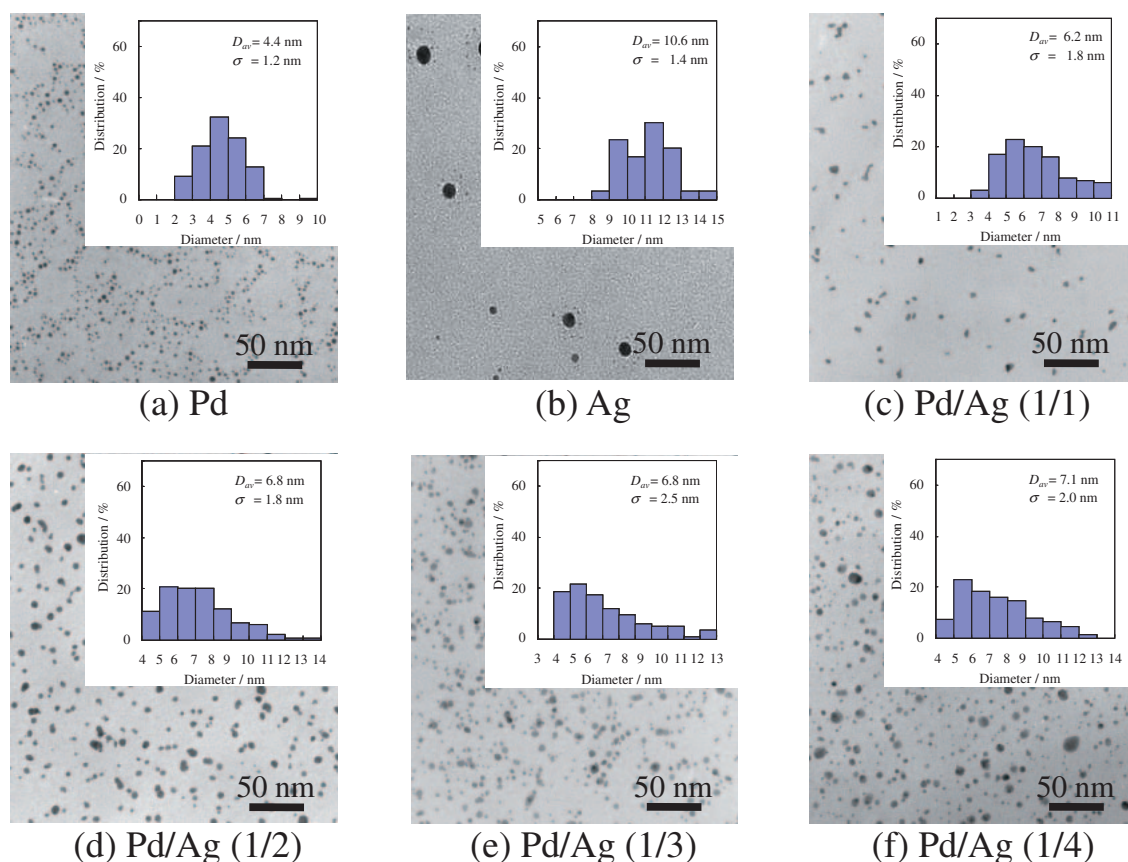 60
40
20
0
Distribution / %
D_av = 4.4 nm
σ = 1.2 nm
0 1 2 3 4 5 6 7 8 9 10
Diameter / nm
50 nm
(a) Pd
60
40
20
0
Distribution / %
D_av = 10.6 nm
σ = 1.4 nm
5 6 7 8 9 10 11 12 13 14 15
Diameter / nm
50 nm
(b) Ag
60
40
20
0
Distribution / %
D_av = 6.2 nm
σ = 1.8 nm
1 2 3 4 5 6 7 8 9 10 11
Diameter / nm
50 nm
(c) Pd/Ag (1/1)
60
40
20
0
Distribution / %
D_av = 6.8 nm
σ = 1.8 nm
4 5 6 7 8 9 10 11 12 13 14
Diameter / nm
50 nm
(d) Pd/Ag (1/2)
60
40
20
0
Distribution / %
D_av = 6.8 nm
σ = 2.5 nm
3 4 5 6 7 8 9 10 11 12 13
Diameter / nm
50 nm
(e) Pd/Ag (1/3)
60
40
20
0
Distribution / %
D_av = 7.1 nm
σ = 2.0 nm
4 5 6 7 8 9 10 11 12 13 14
Diameter / nm
50 nm
(f) Pd/Ag (1/4)